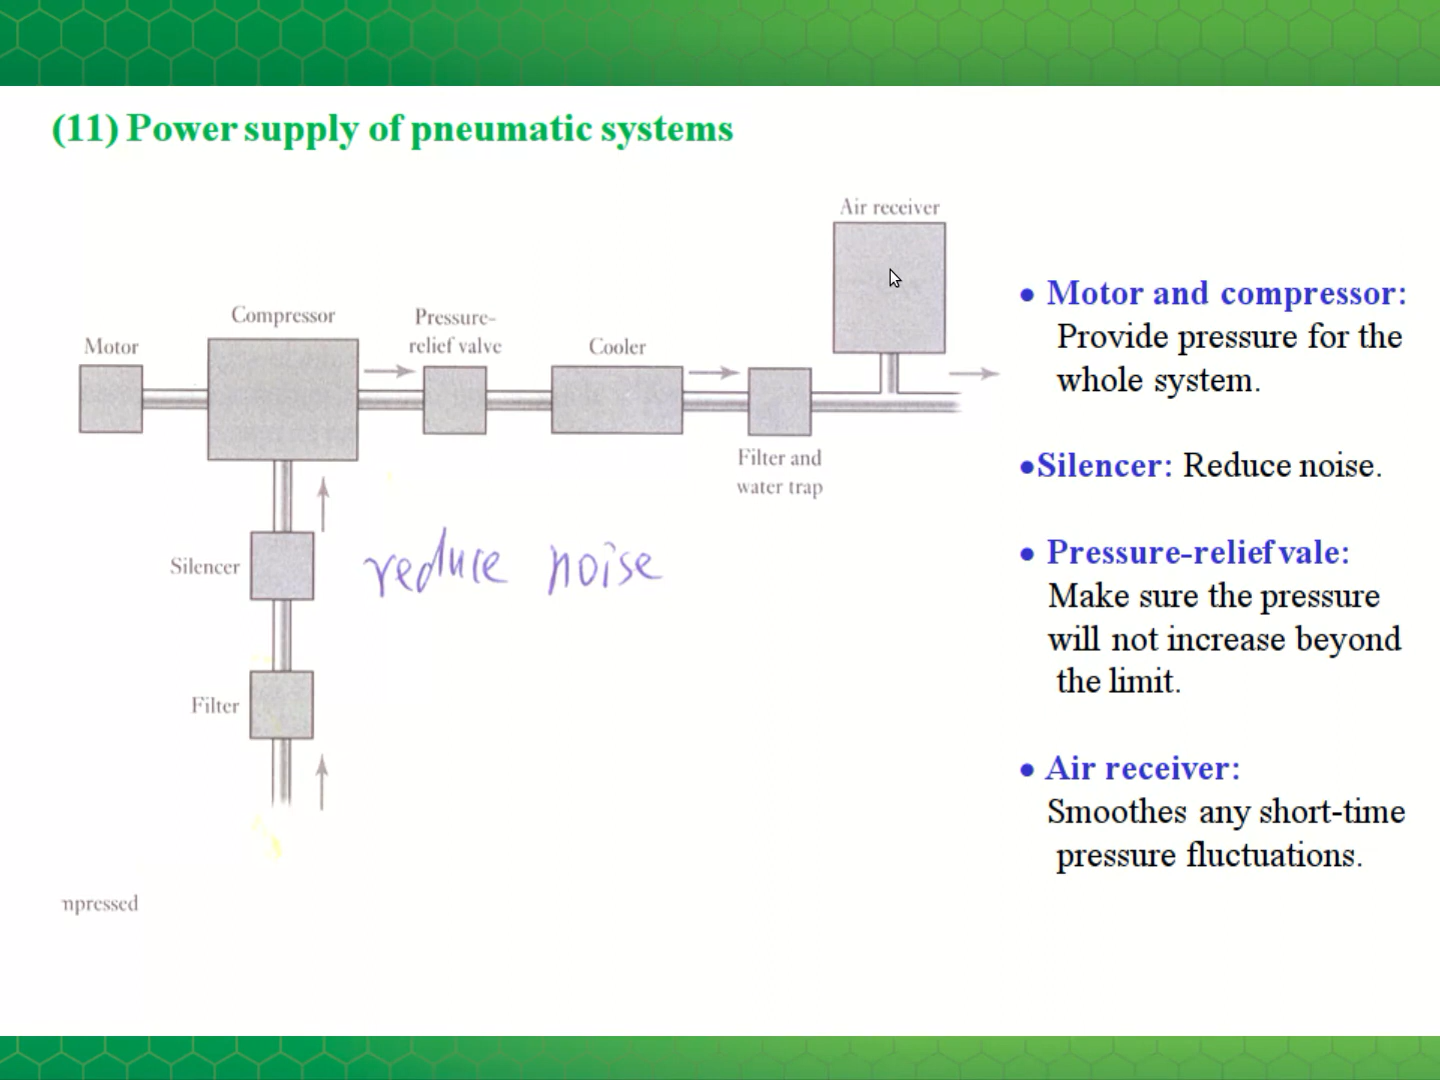 (11) Power supply of pneumatic systems
Air receiver
Compressor
Pressure-
relief valve
Motor
Cooler
Filter and
water trap
Silencer
reduce noise
Filter
npressed
• Motor and compressor:
Provide pressure for the
whole system.
•Silencer: Reduce noise.
• Pressure-relief vale:
Make sure the pressure
will not increase beyond
the limit.
• Air receiver:
Smoothes any short-time
pressure fluctuations.